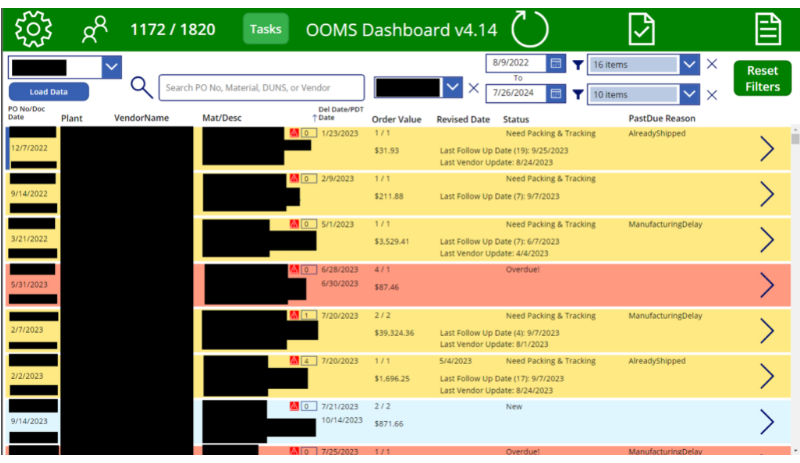 1172 / 1820 Tasks OOMS Dashboard v4.14
8/9/2022 16 items
Load Data Search PO No, Material, DUNS, or Vendor To Reset Filters
7/26/2024 10 items
PO No/Doc Date Plant VendorName Mat/Desc Del Date/PDT ↑ Date Order Value Revised Date Status PastDue Reason
0 1/23/2023 1 / 1 Need Packing & Tracking AlreadyShipped
12/7/2022 $31.93 Last Follow Up Date (19): 9/25/2023
Last Vendor Update: 8/24/2023
0 2/9/2023 1 / 1 Need Packing & Tracking
9/14/2022 $211.88 Last Follow Up Date (7): 9/7/2023
0 5/1/2023 1 / 1 Need Packing & Tracking ManufacturingDelay
3/21/2022 $3,529.41 Last Follow Up Date (7): 6/7/2023
Last Vendor Update: 4/4/2023
0 6/28/2023 4 / 1 Overdue!
5/31/2023 6/30/2023 $87.46
1 7/20/2023 2 / 2 Need Packing & Tracking ManufacturingDelay
2/7/2023 $39,324.36 Last Follow Up Date (4): 9/7/2023
Last Vendor Update: 8/1/2023
4 7/20/2023 1 / 1 5/4/2023 Need Packing & Tracking AlreadyShipped
2/2/2023 $1,696.25 Last Follow Up Date (17): 9/7/2023
Last Vendor Update: 8/24/2023
0 7/21/2023 2 / 2 New
9/14/2023 10/14/2023 $871.66
0 7/25/2023 1 / 1 Overdue! ManufacturingDelay